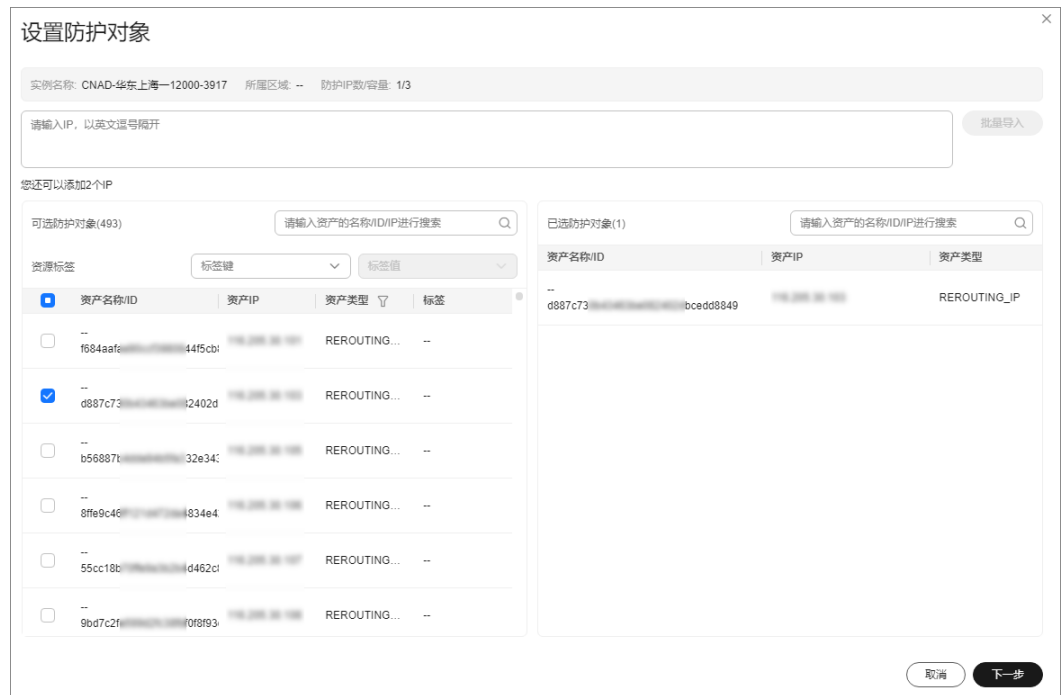 设置防护对象
实例名称: CNAD-华东上海一12000-3917 所属区域: -- 防护IP数/容量: 1/3
请输入IP，以英文逗号隔开
批量导入
您还可以添加2个IP
可选防护对象(493)
请输入资产的名称/ID/IP进行搜索
资源标签
标签键
标签值
资产名称/ID 资产IP 资产类型 标签
--
f684aafa 44f5cb REROUTING... --
--
d887c73 2402d REROUTING... --
--
b56887b 32e343 REROUTING... --
--
8ffe9c46 4834e4 REROUTING... --
--
55cc18b d462c REROUTING... --
--
9bd7c2f f0f8f93 REROUTING... --
已选防护对象(1)
请输入资产的名称/ID/IP进行搜索
资产名称/ID 资产IP 资产类型
--
d887c73 bcedd8849 REROUTING_IP
取消
下一步